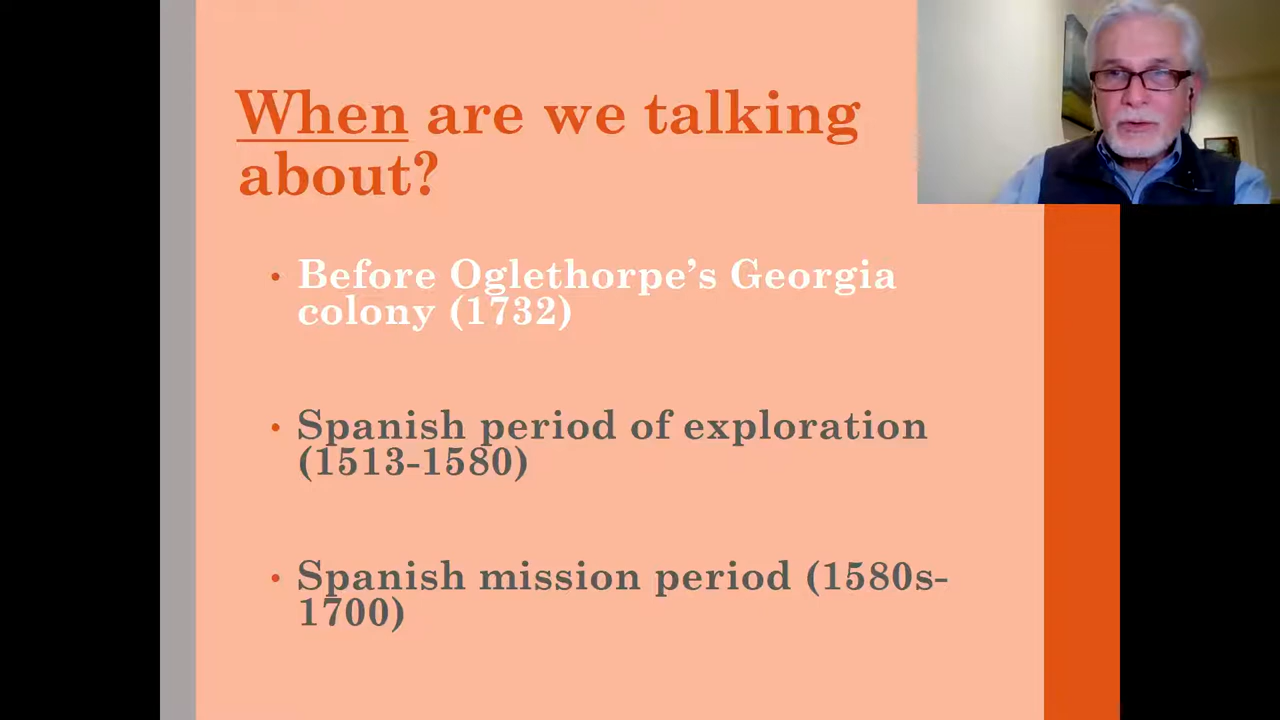 When are we talking
about?
• Before Oglethorpe’s Georgia
colony (1732)
• Spanish period of exploration
(1513-1580)
• Spanish mission period (1580s-
1700)